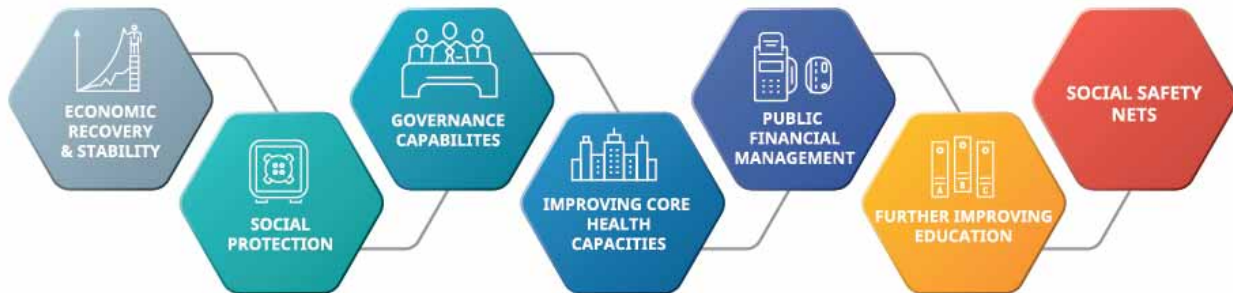 ECONOMIC
RECOVERY
& STABILITY
SOCIAL
PROTECTION
GOVERNANCE
CAPABILITES
IMPROVING CORE
HEALTH
CAPACITIES
PUBLIC
FINANCIAL
MANAGEMENT
A B C
FURTHER IMPROVING
EDUCATION
SOCIAL SAFETY
NETS